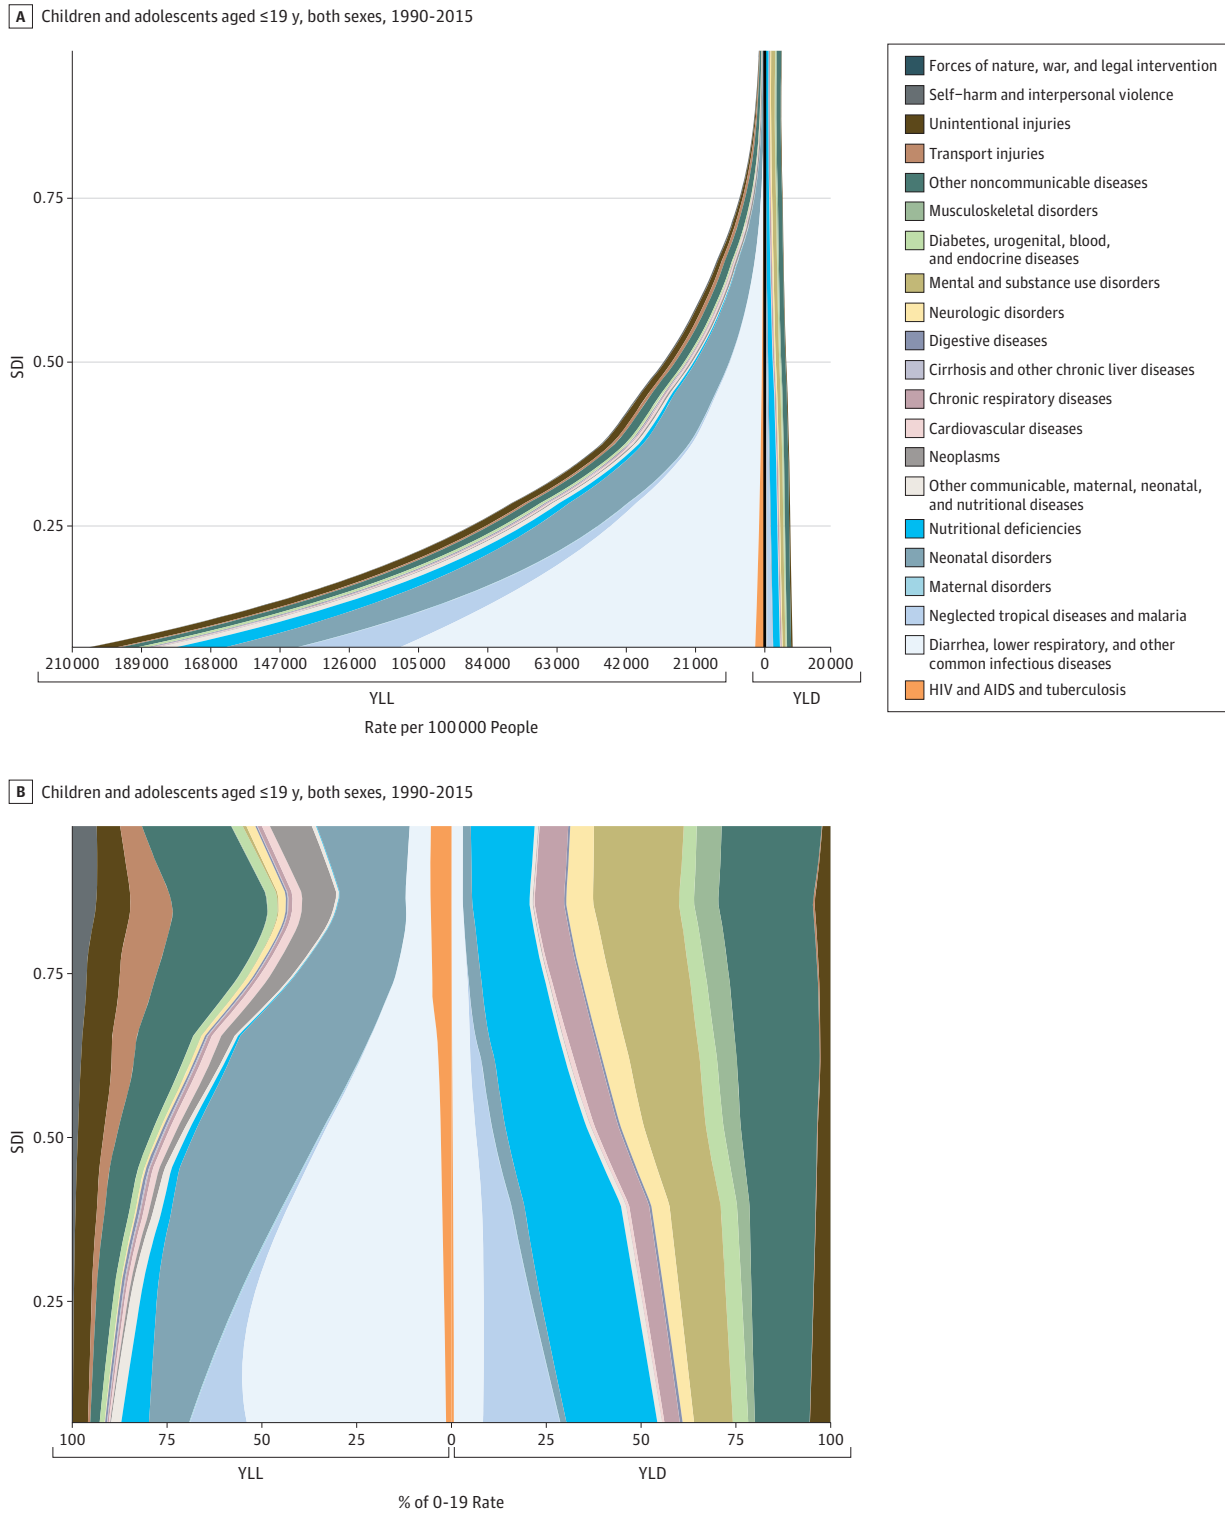 A Children and adolescents aged ≤19 y, both sexes, 1990-2015
0.75
0.50
0.25
SDI
210 000 189 000 168 000 147 000 126 000 105 000 84 000 63 000 42 000 21 000 0 20 000
YLL YLD
Rate per 100 000 People
Forces of nature, war, and legal intervention
Self-harm and interpersonal violence
Unintentional injuries
Transport injuries
Other noncommunicable diseases
Musculoskeletal disorders
Diabetes, urogenital, blood,
and endocrine diseases
Mental and substance use disorders
Neurologic disorders
Digestive diseases
Cirrhosis and other chronic liver diseases
Chronic respiratory diseases
Cardiovascular diseases
Neoplasms
Other communicable, maternal, neonatal,
and nutritional diseases
Nutritional deficiencies
Neonatal disorders
Maternal disorders
Neglected tropical diseases and malaria
Diarrhea, lower respiratory, and other
common infectious diseases
HIV and AIDS and tuberculosis
B Children and adolescents aged ≤19 y, both sexes, 1990-2015
0.75
0.50
0.25
SDI
100 75 50 25 0 25 50 75 100
YLL YLD
% of 0-19 Rate